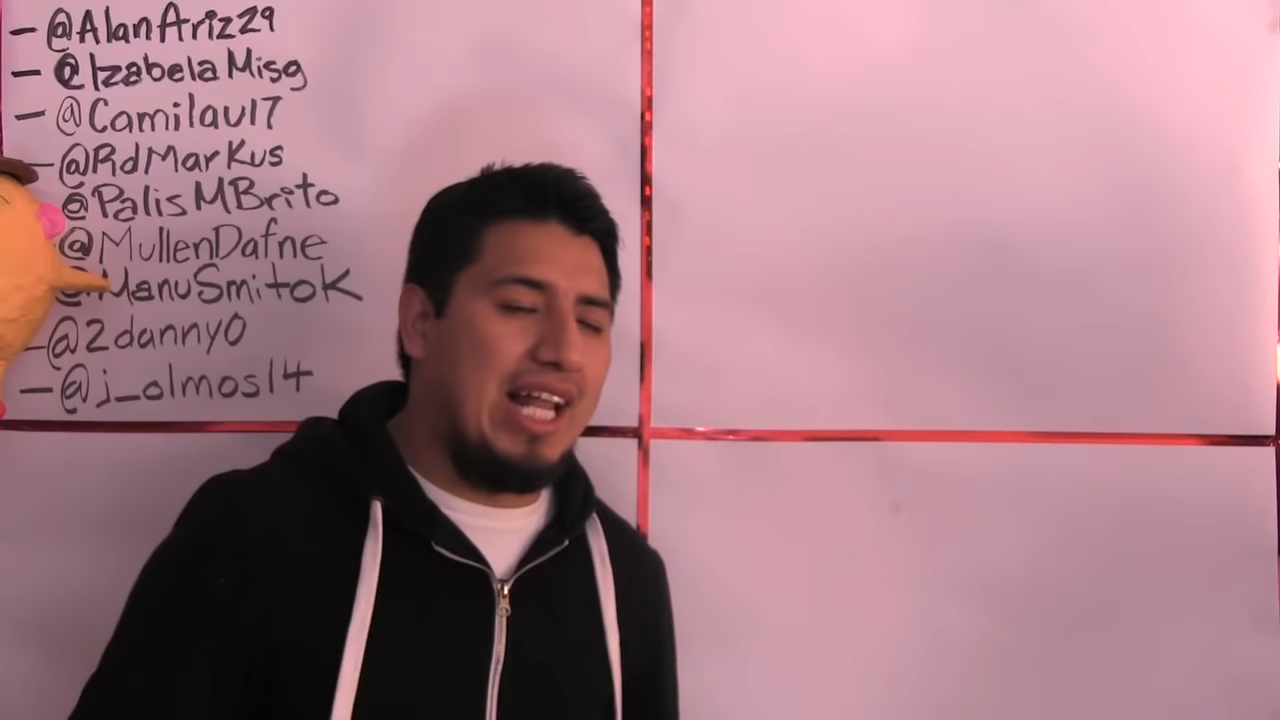 - @AlanAriz29
- @IzabelaMisg
- @Camilau17
- @RdMarKus
@PalisMBrito
@MullenDafne
@ManuSmitoK
- @2danny0
- @j_olmos14